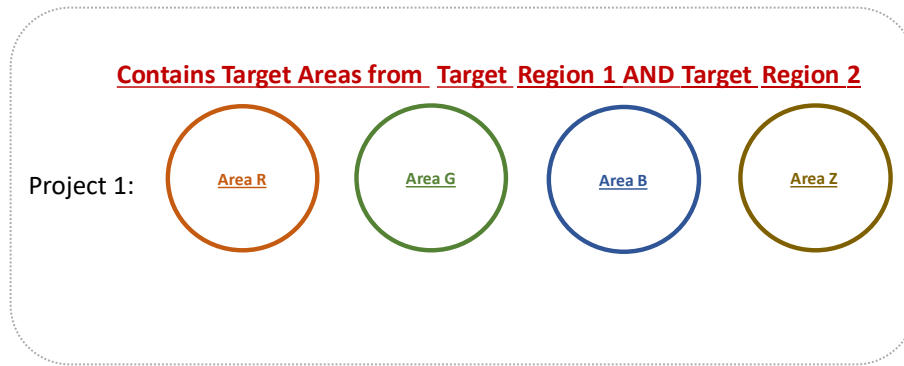 Contains Target Areas from Target Region 1 AND Target Region 2
Project 1:
Area R
Area G
Area B
Area Z